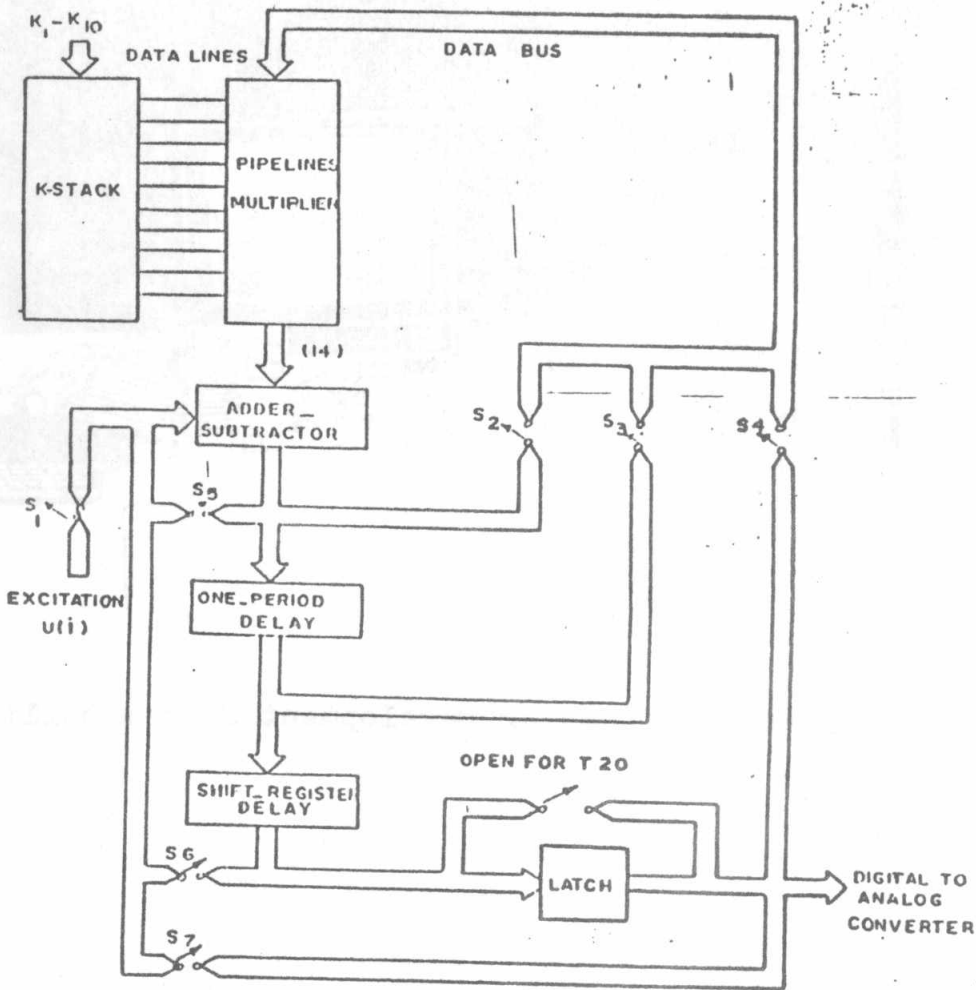 K1-K10
DATA LINES
DATA BUS
K-STACK
PIPELINES
MULTIPLIER
(14)
ADDER_
SUBTRACTOR
S2
S3
S4
S5
S1
EXCITATION
U(i)
ONE_PERIOD
DELAY
OPEN FOR T 20
SHIFT_REGISTER
DELAY
S6
LATCH
DIGITAL TO
ANALOG
CONVERTER
S7